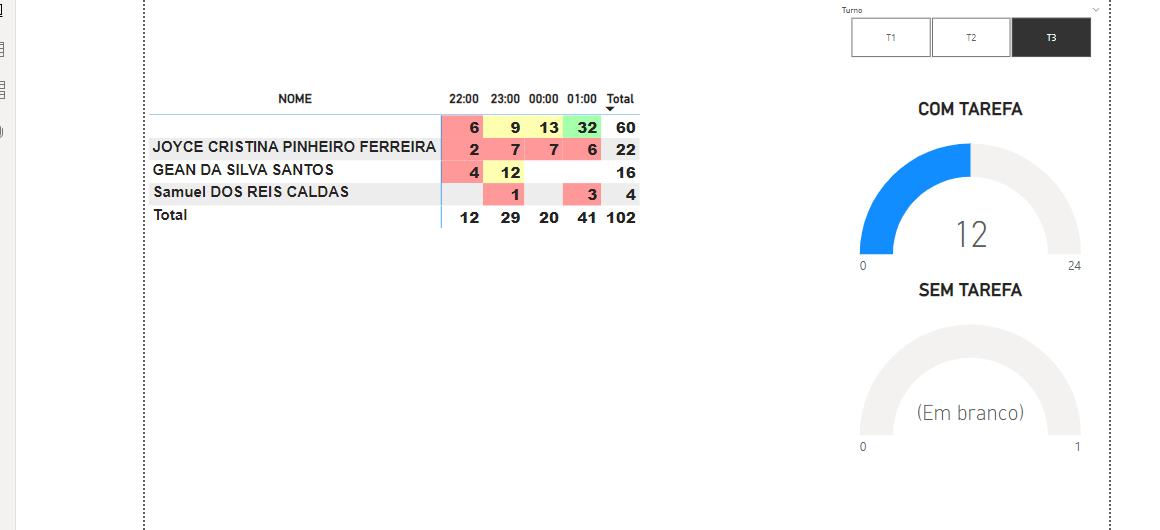 Turno
T1 T2 T3
NOME 22:00 23:00 00:00 01:00 Total
6 9 13 32 60
JOYCE CRISTINA PINHEIRO FERREIRA 2 7 7 6 22
GEAN DA SILVA SANTOS 4 12 16
Samuel DOS REIS CALDAS 1 3 4
Total 12 29 20 41 102
COM TAREFA
12
0 24
SEM TAREFA
(Em branco)
0 1